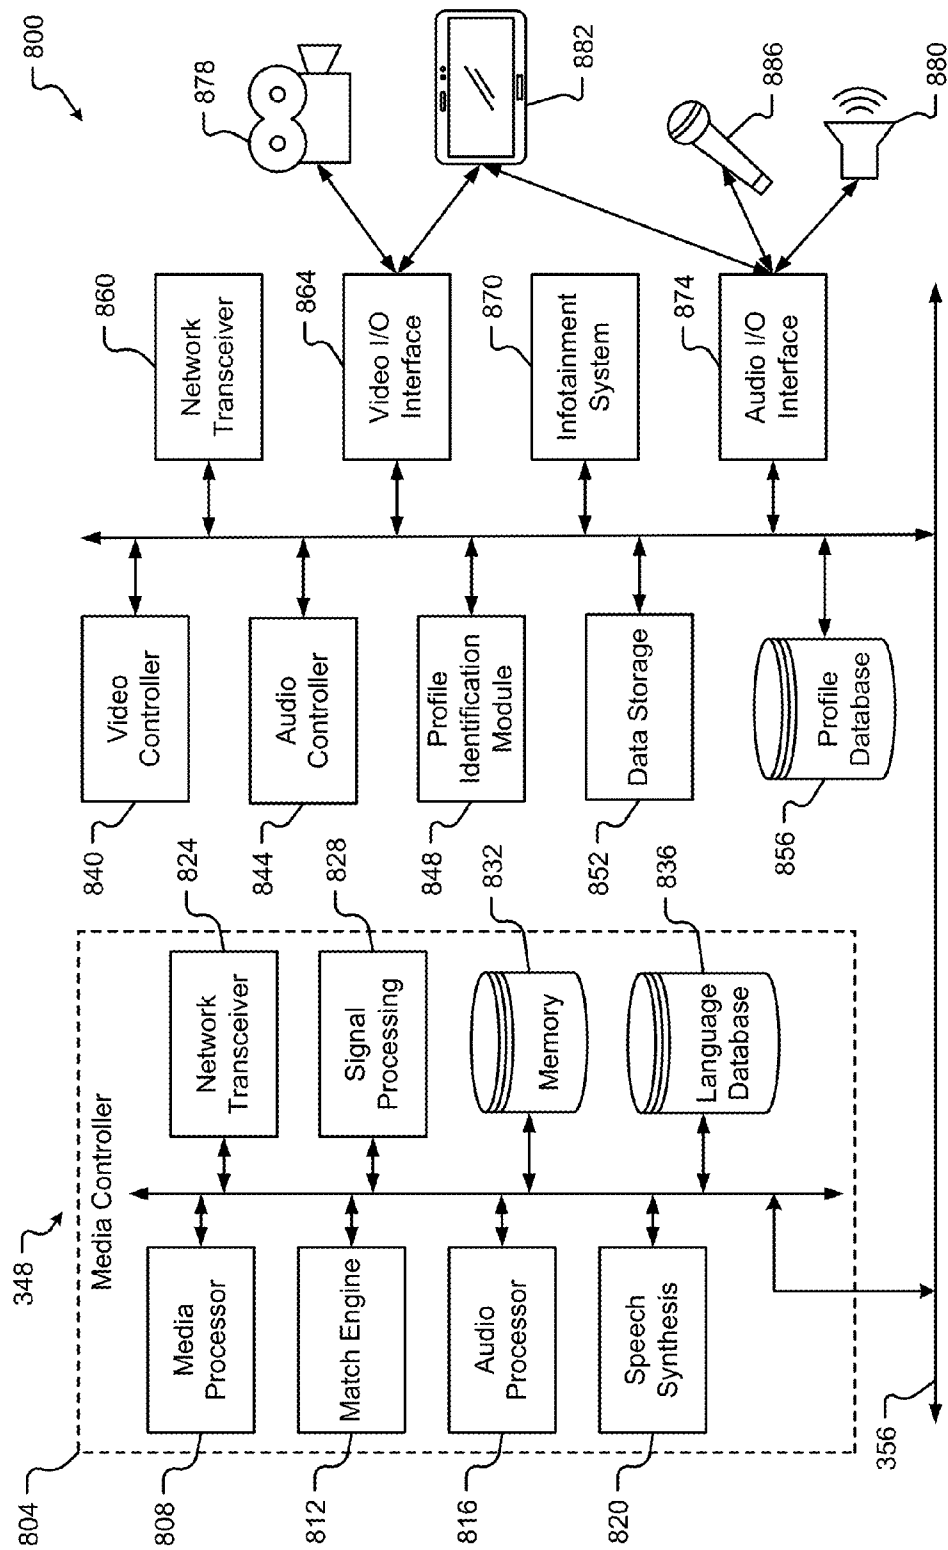 348
800
804
Media Controller
808
Media
Processor
812
Match Engine
816
Audio
Processor
820
Speech
Synthesis
824
Network
Transceiver
828
Signal
Processing
832
Memory
836
Language
Database
840
Video
Controller
844
Audio
Controller
848
Profile
Identification
Module
852
Data Storage
856
Profile
Database
860
Network
Transceiver
864
Video I/O
Interface
870
Infotainment
System
874
Audio I/O
Interface
878
882
886
880
356